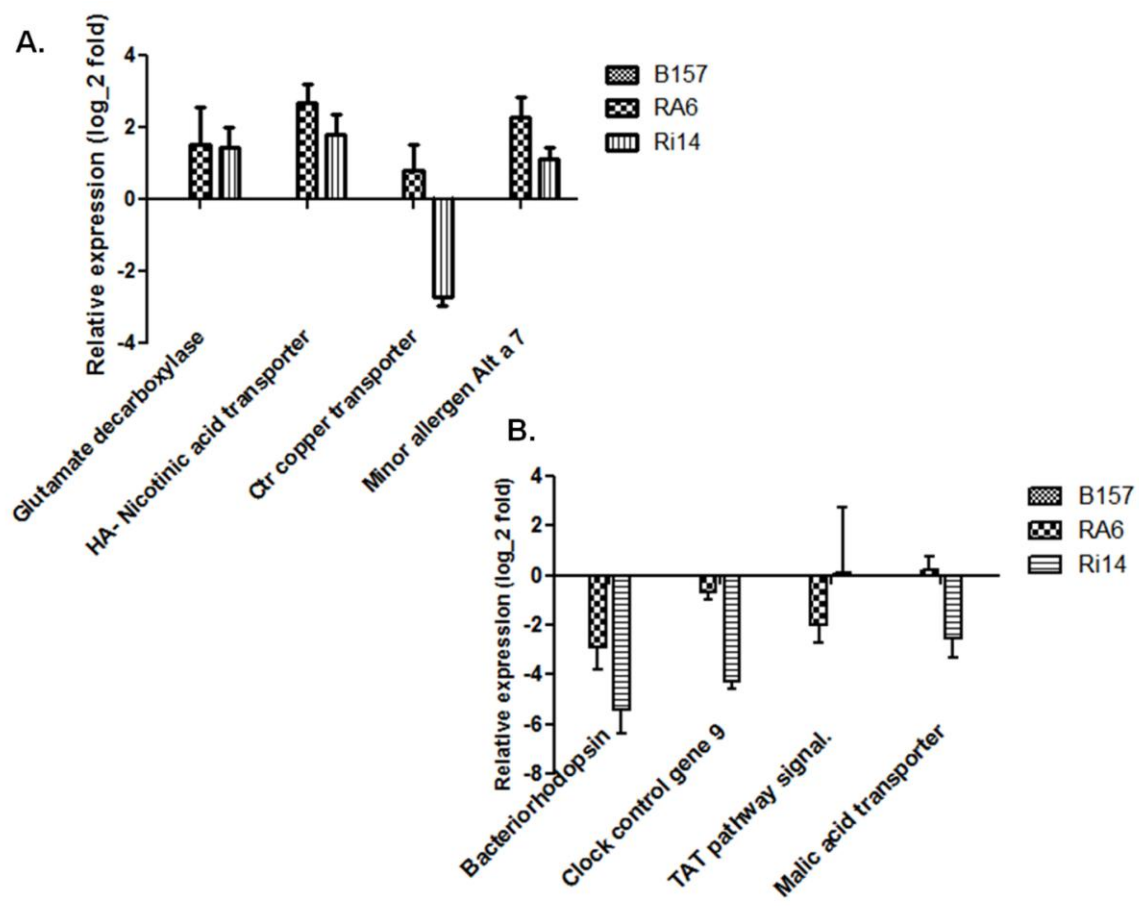 A.
Relative expression (log_2 fold)
4
2
0
-2
-4
Glutamate decarboxylase
HA- Nicotinic acid transporter
Ctr copper transporter
Minor allergen Alt a 7
B157
RA6
Ri14
B.
Relative expression (log_2 fold)
4
2
0
-2
-4
-6
-8
Bacteriorhodopsin
Clock control gene 9
TAT pathway signal.
Malic acid transporter
B157
RA6
Ri14